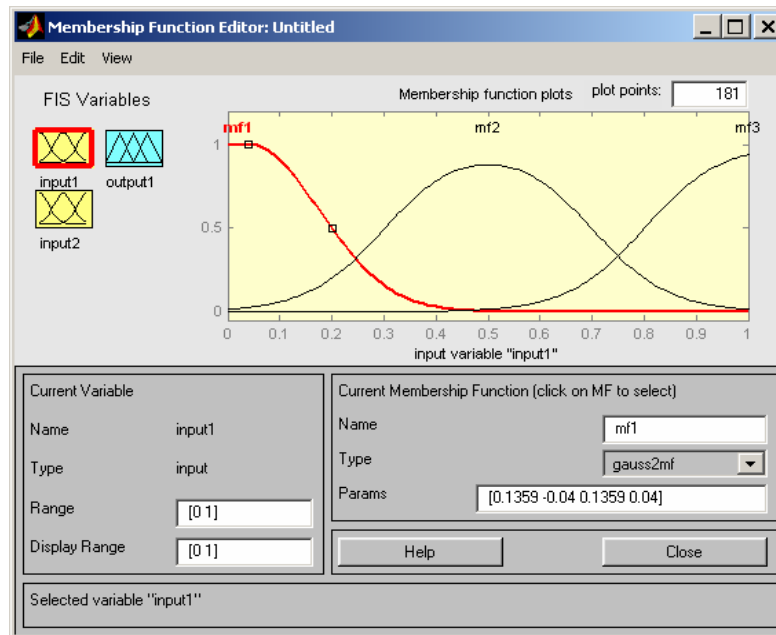 Membership Function Editor: Untitled
File Edit View
FIS Variables
Membership function plots plot points: 181
input1 output1
input2
mf1 mf2 mf3
1
0.5
0
0 0.1 0.2 0.3 0.4 0.5 0.6 0.7 0.8 0.9 1
input variable "input1"
Current Variable
Name input1
Type input
Range [0 1]
Display Range [0 1]
Current Membership Function (click on MF to select)
Name mf1
Type gauss2mf
Params [0.1359 -0.04 0.1359 0.04]
Help Close
Selected variable "input1"